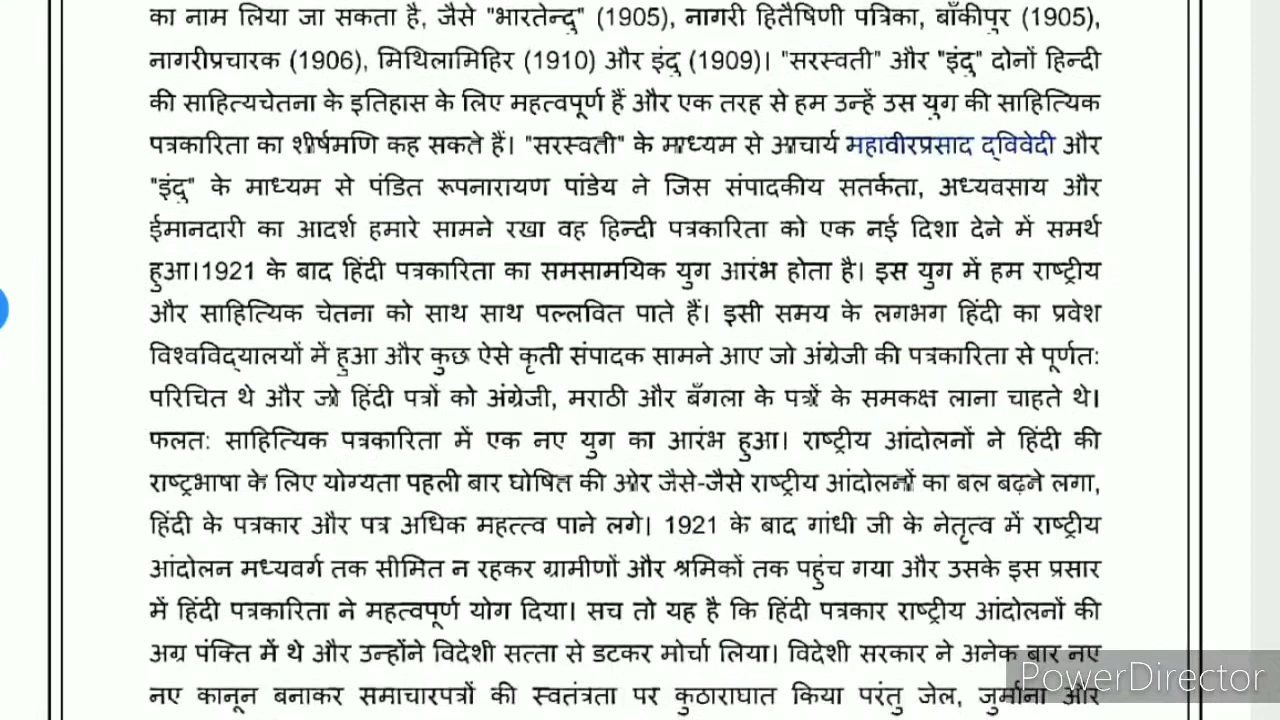 का नाम लिया जा सकता है, जैसे "भारतेन्दु" (1905), नागरी हितैषिणी पत्रिका, बाँकीपुर (1905),
नागरीप्रचारक (1906), मिथिलामिहिर (1910) और इंदु (1909)। "सरस्वती" और "इंदु" दोनों हिन्दी
की साहित्यचेतना के इतिहास के लिए महत्वपूर्ण हैं और एक तरह से हम उन्हें उस युग की साहित्यिक
पत्रकारिता का शीर्षमणि कह सकते हैं। "सरस्वती" के माध्यम से आचार्य महावीरप्रसाद द्विवेदी और
"इंदु" के माध्यम से पंडित रूपनारायण पांडेय ने जिस संपादकीय सतर्कता, अध्यवसाय और
ईमानदारी का आदर्श हमारे सामने रखा वह हिन्दी पत्रकारिता को एक नई दिशा देने में समर्थ
हुआ।1921 के बाद हिंदी पत्रकारिता का समसामयिक युग आरंभ होता है। इस युग में हम राष्ट्रीय
और साहित्यिक चेतना को साथ साथ पल्लवित पाते हैं। इसी समय के लगभग हिंदी का प्रवेश
विश्वविद्यालयों में हुआ और कुछ ऐसे कृती संपादक सामने आए जो अंग्रेजी की पत्रकारिता से पूर्णत:
परिचित थे और जो हिंदी पत्रों को अंग्रेजी, मराठी और बँगला के पत्रों के समकक्ष लाना चाहते थे।
फलत: साहित्यिक पत्रकारिता में एक नए युग का आरंभ हुआ। राष्ट्रीय आंदोलनों ने हिंदी की
राष्ट्रभाषा के लिए योग्यता पहली बार घोषित की ओर जैसे-जैसे राष्ट्रीय आंदोलनों का बल बढ़ने लगा,
हिंदी के पत्रकार और पत्र अधिक महत्त्व पाने लगे। 1921 के बाद गांधी जी के नेतृत्व में राष्ट्रीय
आंदोलन मध्यवर्ग तक सीमित न रहकर ग्रामीणों और श्रमिकों तक पहुंच गया और उसके इस प्रसार
में हिंदी पत्रकारिता ने महत्वपूर्ण योग दिया। सच तो यह है कि हिंदी पत्रकार राष्ट्रीय आंदोलनों की
अग्र पंक्ति में थे और उन्होंने विदेशी सत्ता से डटकर मोर्चा लिया। विदेशी सरकार ने अनेक बार नए
नए कानून बनाकर समाचारपत्रों की स्वतंत्रता पर कुठाराघात किया परंतु जेल, जुर्माना और
PowerDirector